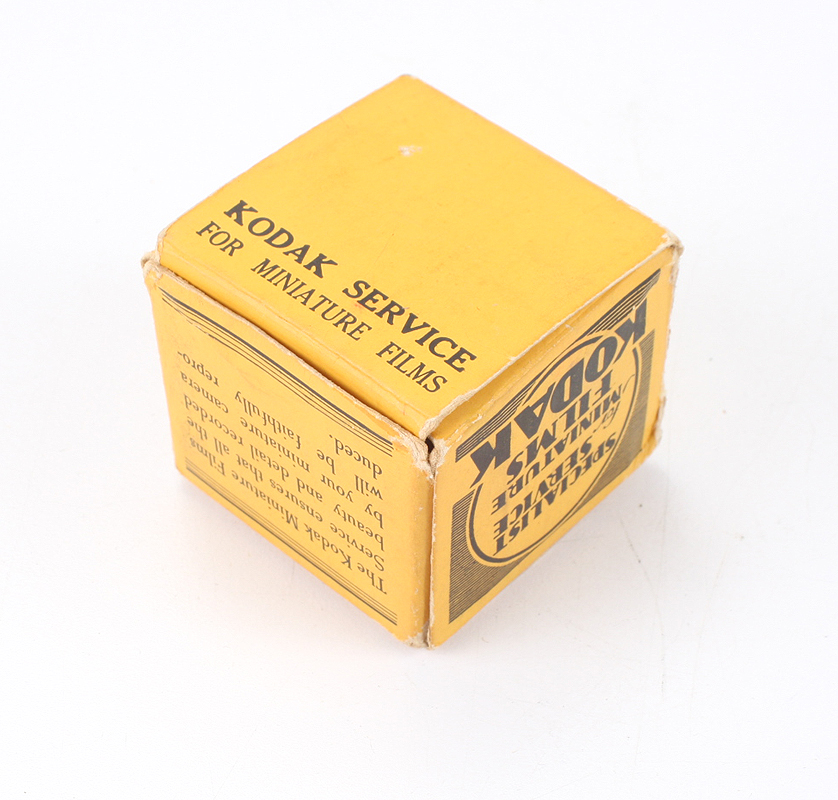 KODAK SERVICE
FOR MINIATURE FILMS
The Kodak Miniature Films
Service ensures that all the
beauty and detail recorded
by your miniature camera
will be faithfully repro-
duced.
SPECIALIST
SERVICE
for
MINIATURE
FILMS
KODAK